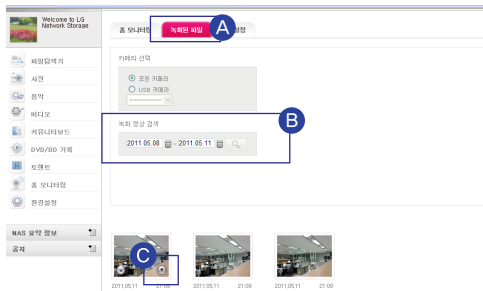 Welcome to LG
Network Storage
홈 모니터링
녹화된 파일
A
설정
파일탐색기
사진
음악
비디오
커뮤니티보드
DVD/BD 기록
토렌트
홈 모니터링
환경설정
NAS 요약 정보
공지
카메라 선택
모든 카메라
USB 카메라
---------
B
녹화 영상 검색
2011.05.08 ~ 2011.05.11
C
2011.05.11 21:08
2011.05.11 21:08
2011.05.11 21:08